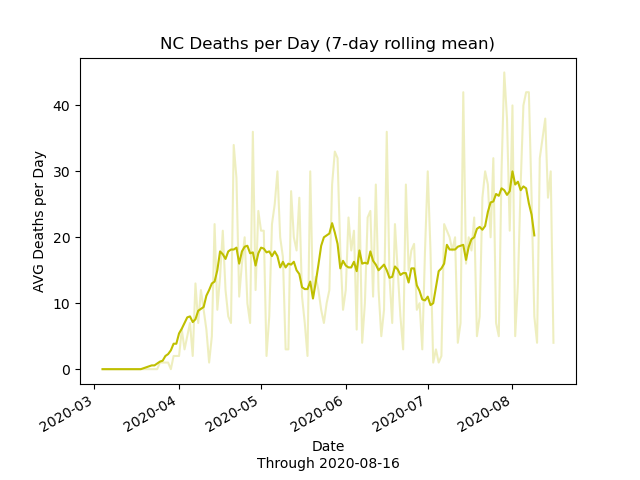 NC Deaths per Day (7-day rolling mean)
40
30
20
10
0
AVG Deaths per Day
2020-03
2020-04
2020-05
2020-06
2020-07
2020-08
Date
Through 2020-08-16